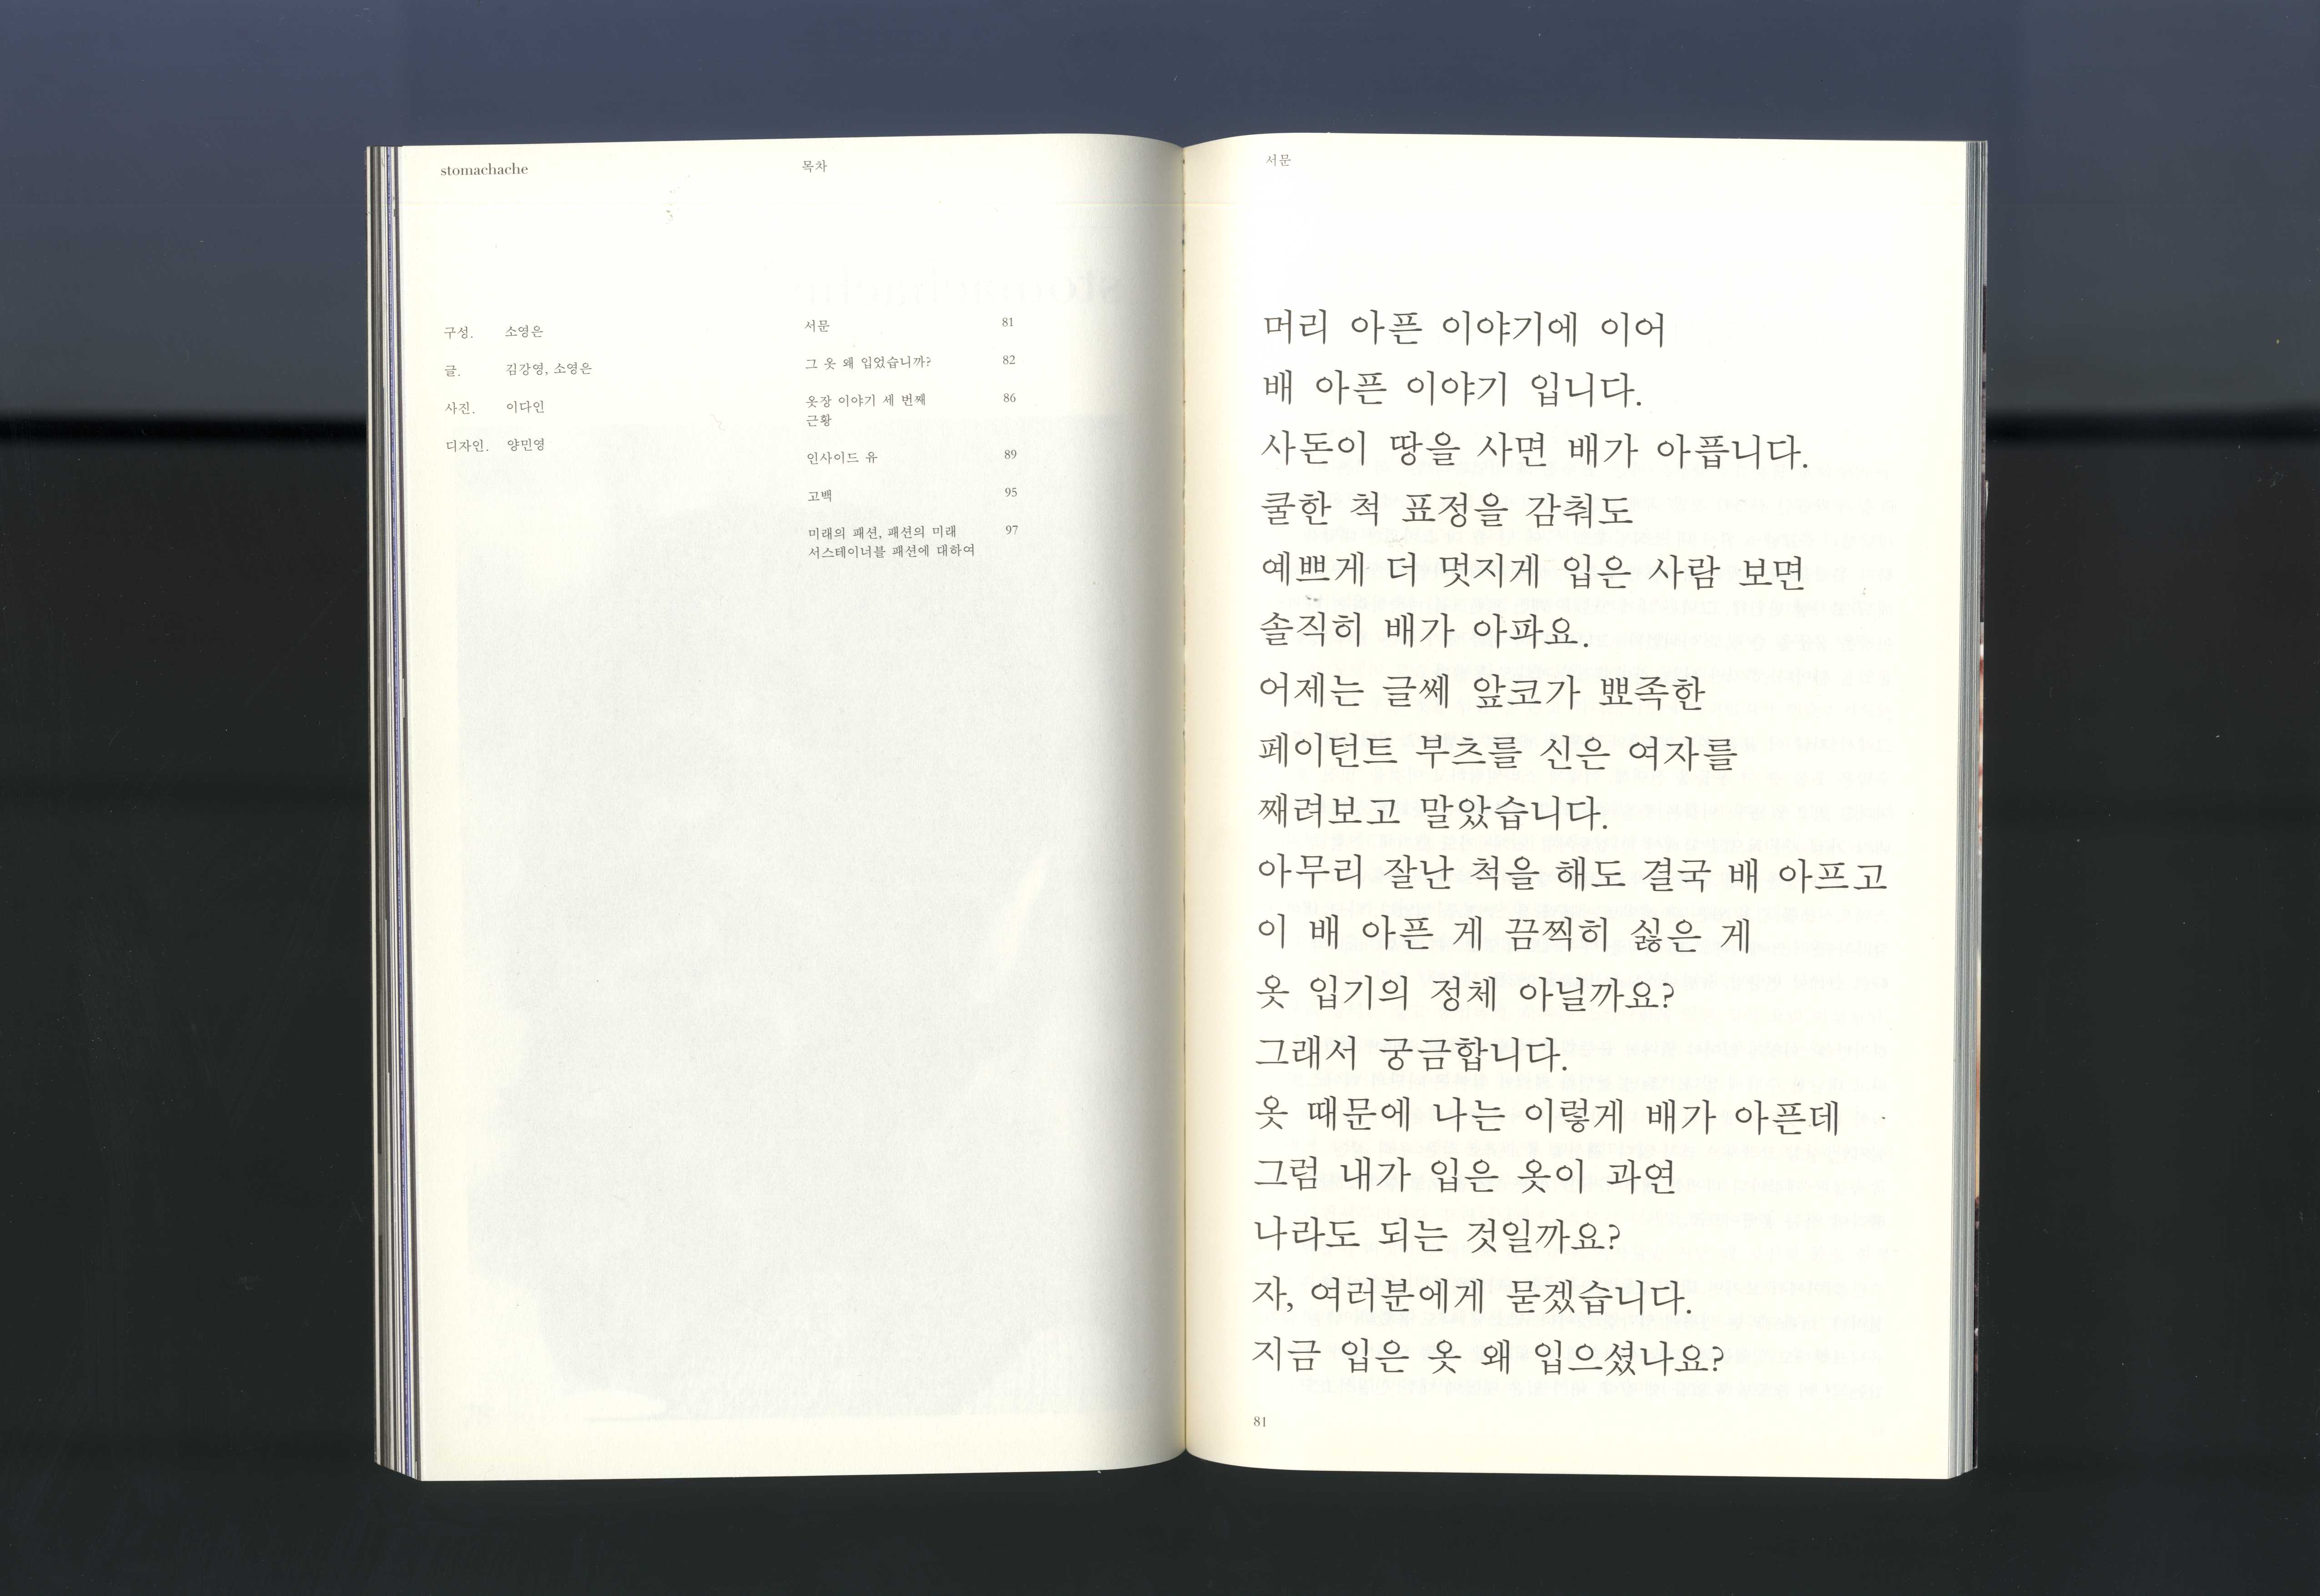 stomachache
목차
구성. 소영은
글. 김강영, 소영은
사진. 이다인
디자인. 양민영
서문 81
그 옷 왜 입었습니까? 82
옷장 이야기 세 번째 86
근황
인사이드 유 89
고백 95
미래의 패션, 패션의 미래 97
서스테이너블 패션에 대하여
서문
머리 아픈 이야기에 이어
배 아픈 이야기 입니다.
사돈이 땅을 사면 배가 아픕니다.
쿨한 척 표정을 감춰도
예쁘게 더 멋지게 입은 사람 보면
솔직히 배가 아파요.
어제는 글쎄 앞코가 뾰족한
페이턴트 부츠를 신은 여자를
째려보고 말았습니다.
아무리 잘난 척을 해도 결국 배 아프고
이 배 아픈 게 끔찍히 싫은 게
옷 입기의 정체 아닐까요?
그래서 궁금합니다.
옷 때문에 나는 이렇게 배가 아픈데
그럼 내가 입은 옷이 과연
나라도 되는 것일까요?
자, 여러분에게 묻겠습니다.
지금 입은 옷 왜 입으셨나요?
81